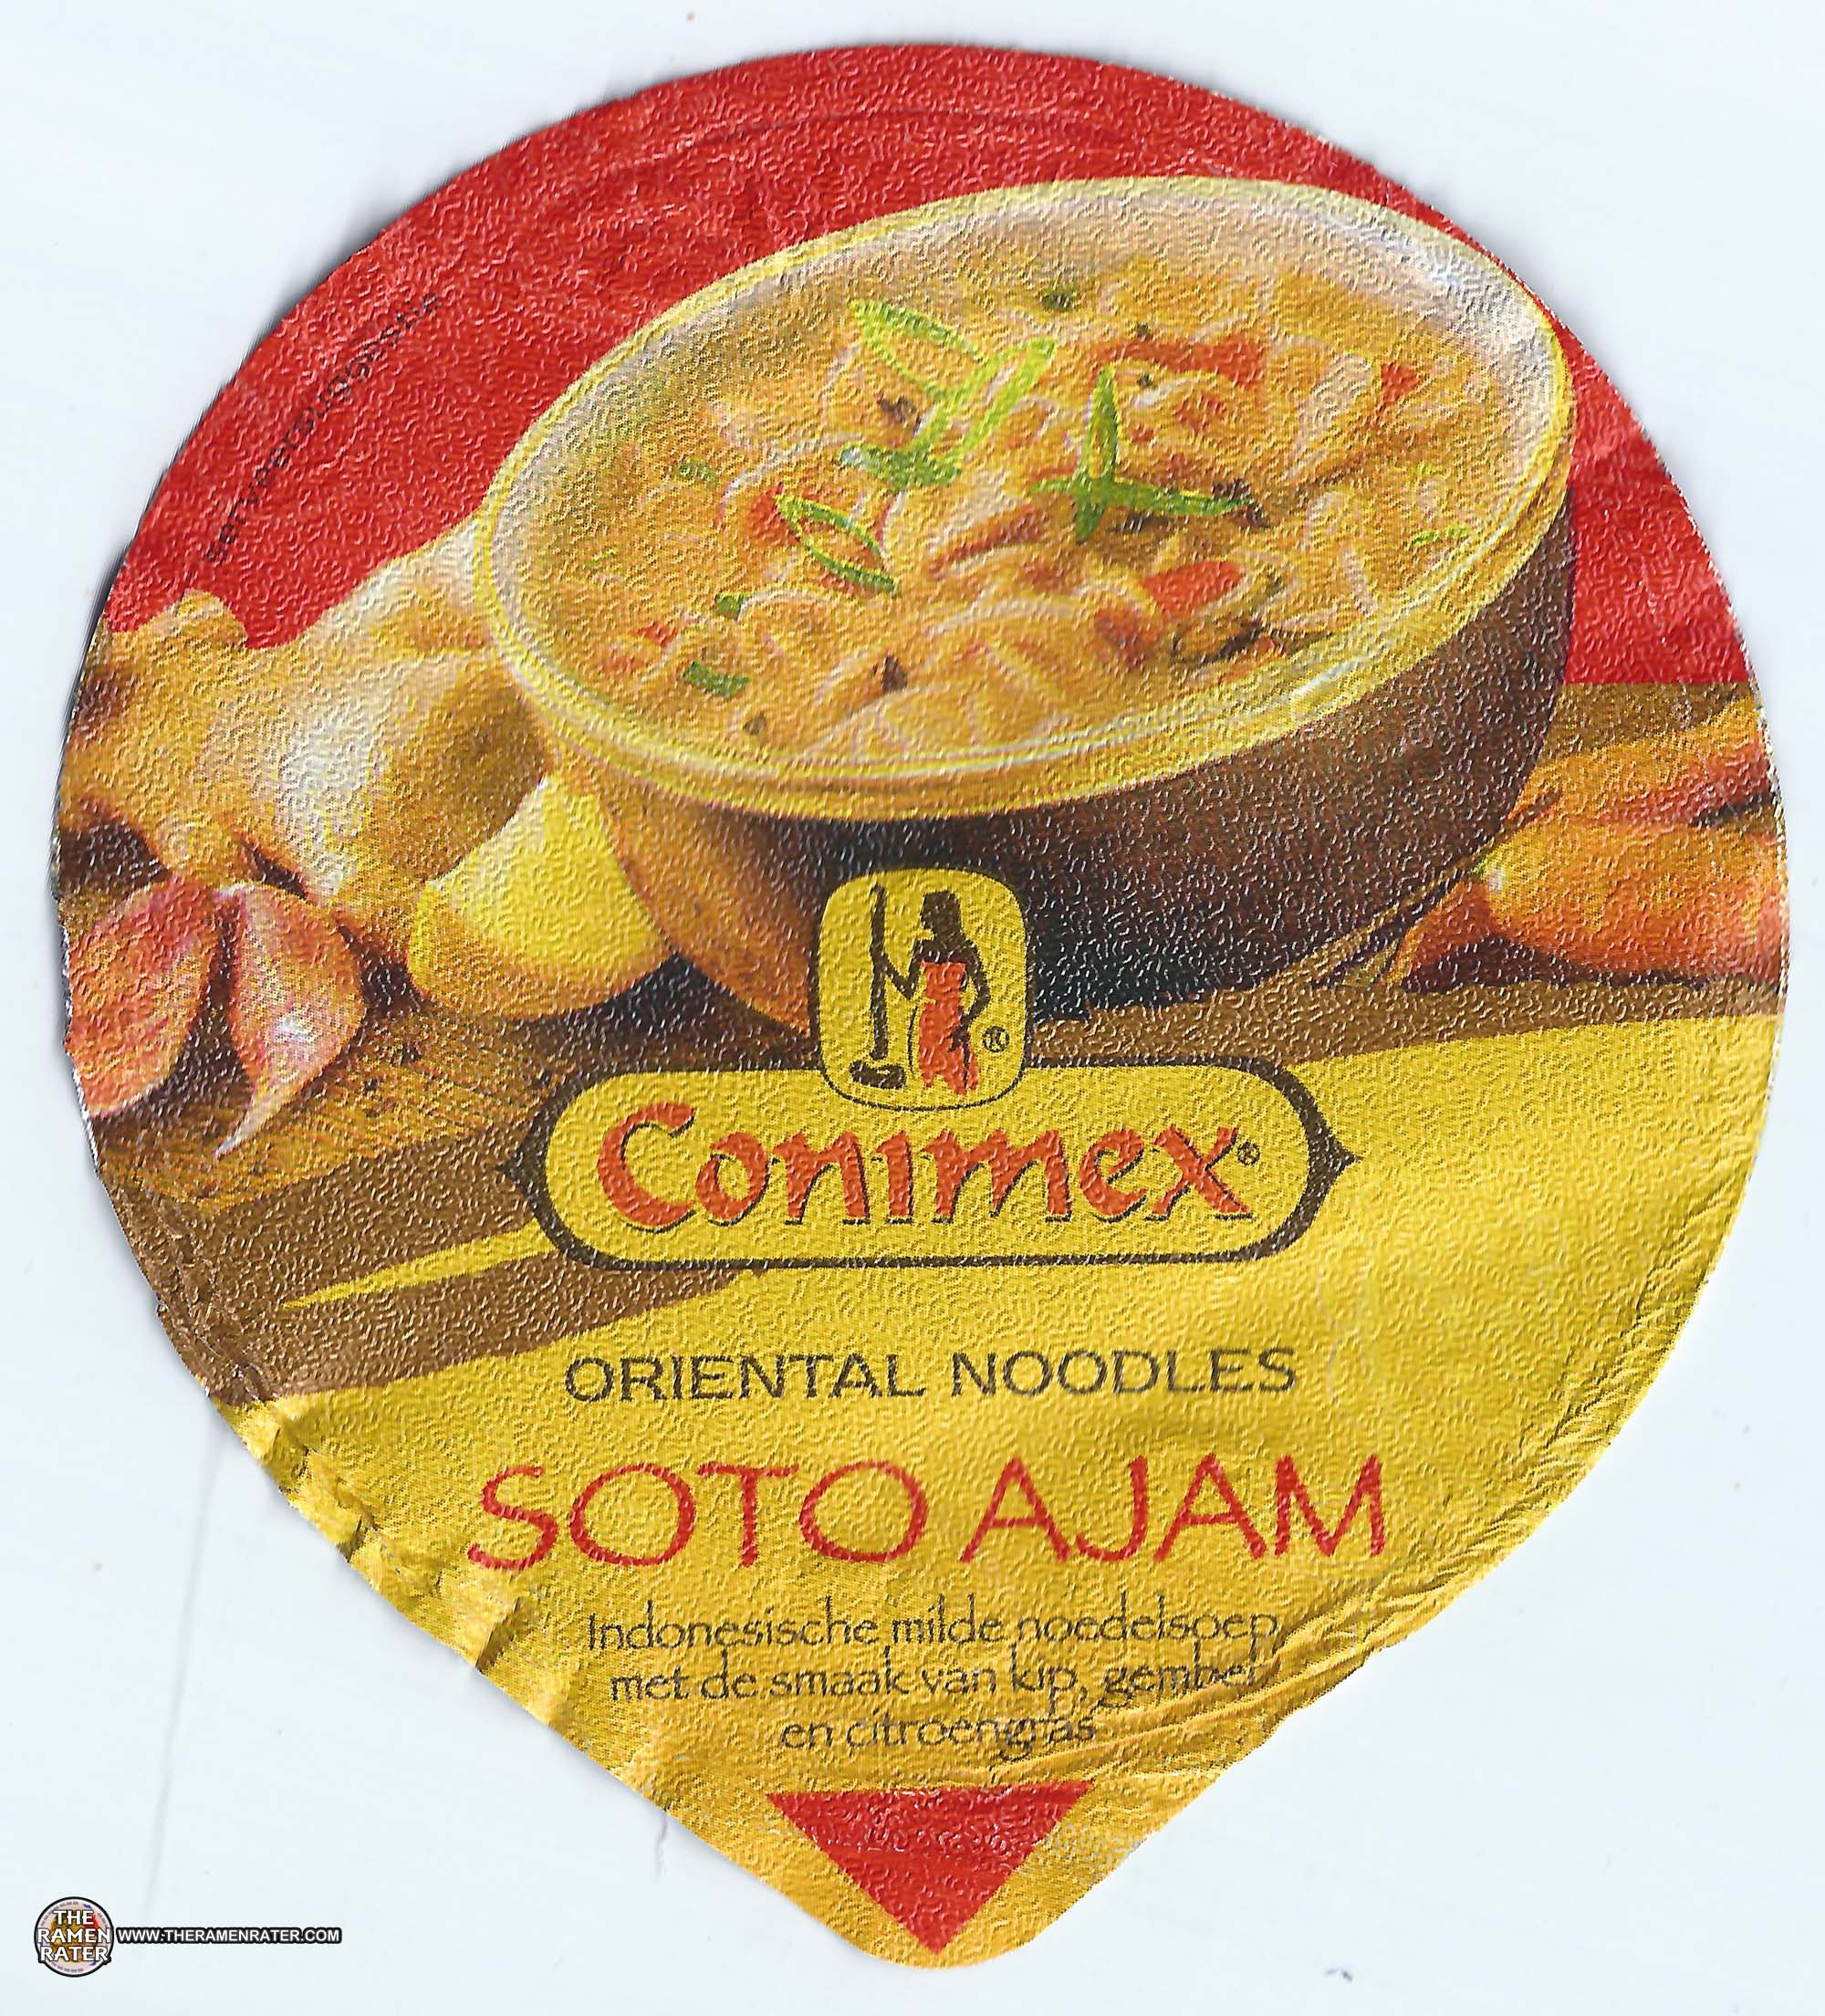 serveersuggestie
®
Conimex®
ORIENTAL NOODLES
SOTO AJAM
Indonesische milde noedelsoep
met de smaak van kip, gember
en citroengras
THE
RAMEN
RATER
WWW.THERAMENRATER.COM